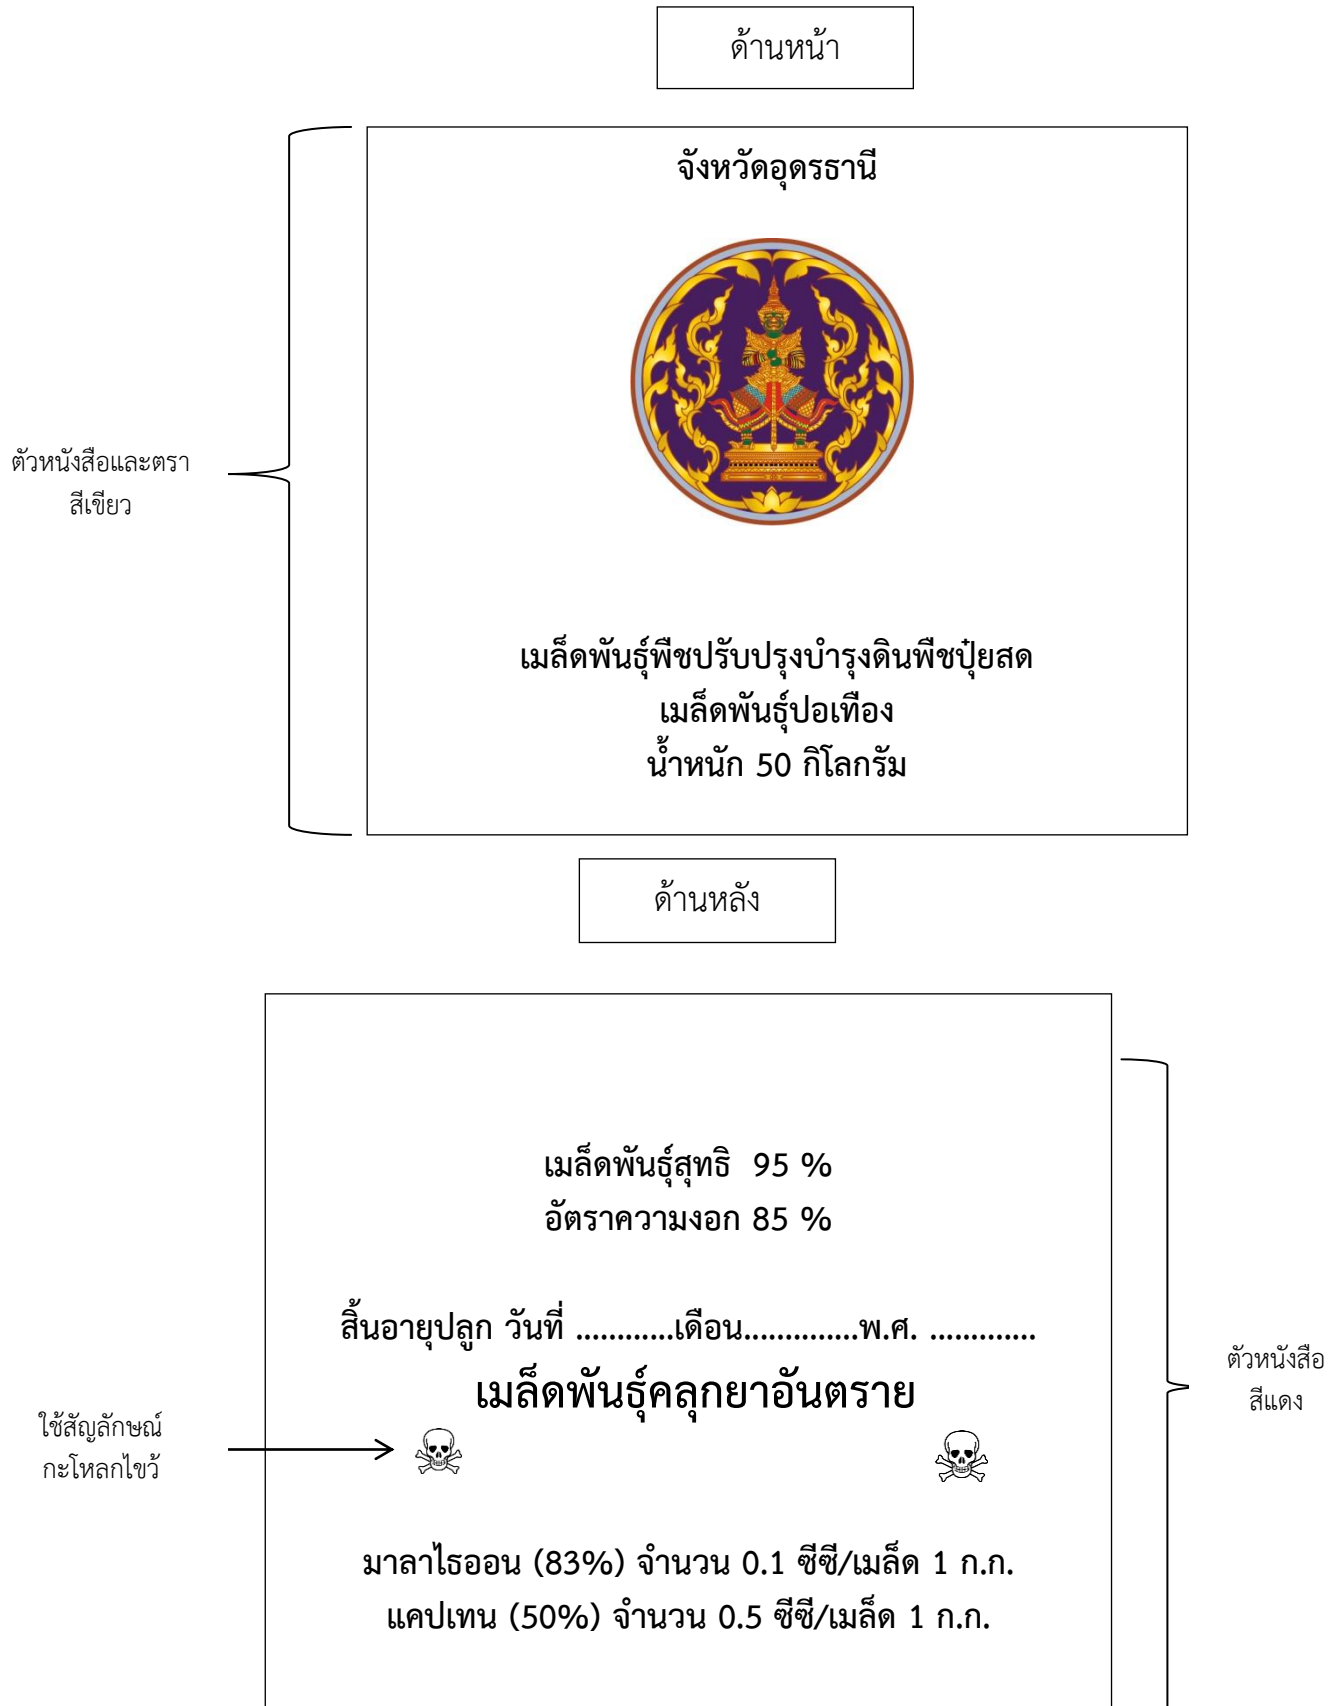 ด้านหน้า
จังหวัดอุดรธานี
ตัวหนังสือและตรา
สีเขียว
เมล็ดพันธุ์พืชปรับปรุงบำรุงดินพืชปุ๋ยสด
เมล็ดพันธุ์ปอเทือง
น้ำหนัก 50 กิโลกรัม
ด้านหลัง
เมล็ดพันธุ์สุทธิ  95 %
อัตราความงอก 85 %
สิ้นอายุปลูก วันที่ ............เดือน..............พ.ศ. .............
เมล็ดพันธุ์คลุกยาอันตราย
ตัวหนังสือ
สีแดง
ใช้สัญลักษณ์
กะโหลกไขว้
มาลาไธออน (83%) จำนวน 0.1 ซีซี/เมล็ด 1 ก.ก.
แคปเทน (50%) จำนวน 0.5 ซีซี/เมล็ด 1 ก.ก.